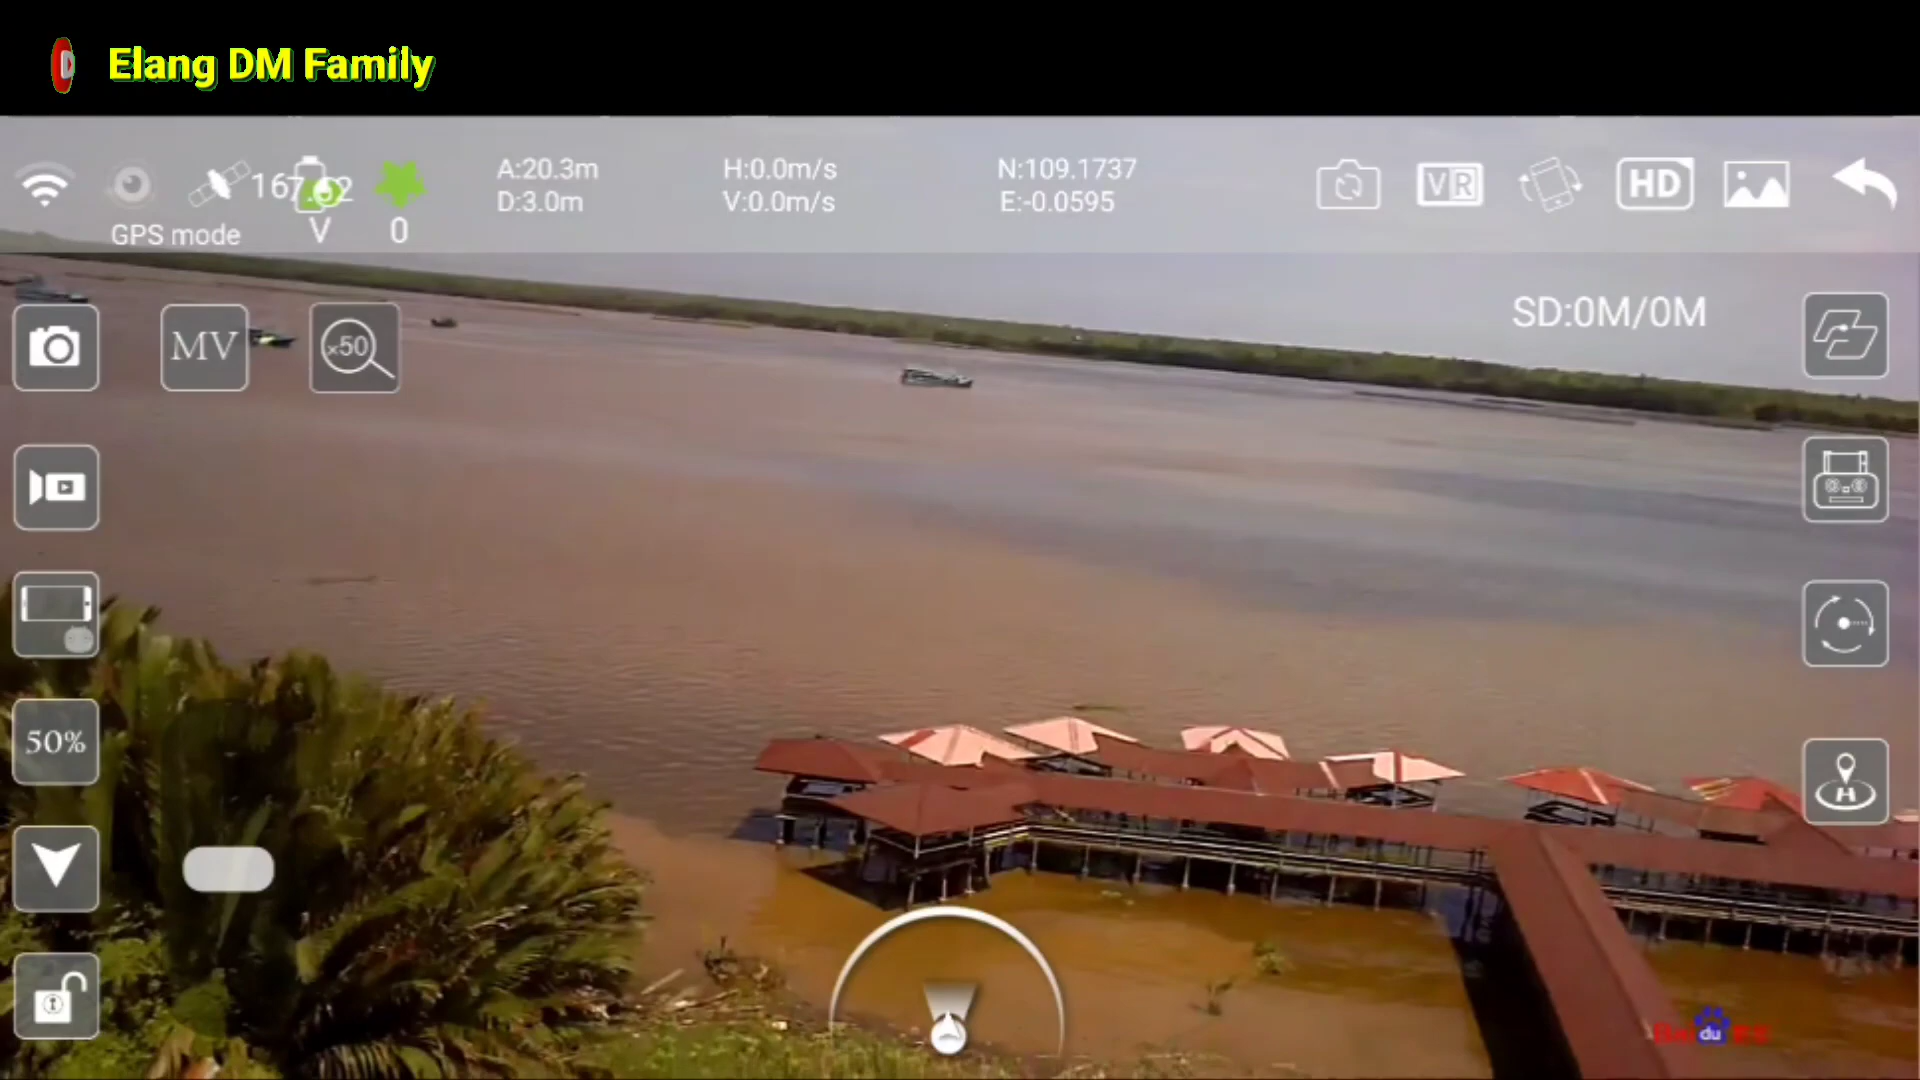 Elang DM Family
GPS mode
V
0
A:20.3m
D:3.0m
H:0.0m/s
V:0.0m/s
N:109.1737
E:-0.0595
VR
HD
MV
x50
SD:0M/0M
50%
H
du